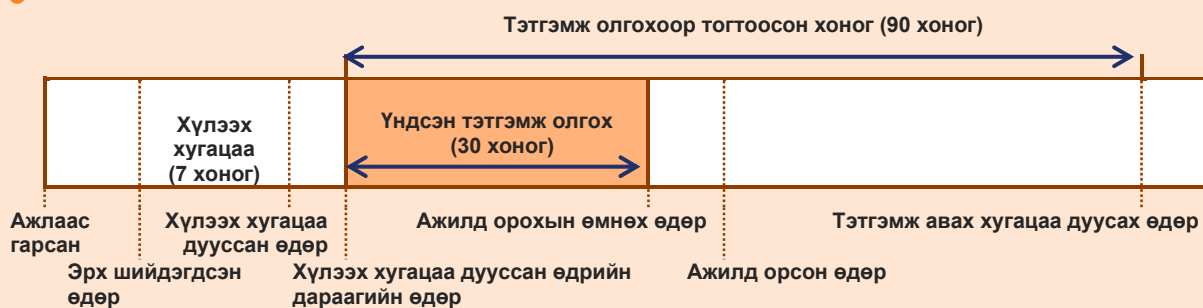 Тэтгэмж олгохоор тогтоосон хоног (90 хоног)
Хүлээх
хугацаа
(7 хоног)
Үндсэн тэтгэмж олгох
(30 хоног)
Ажлаас
гарсан
Хүлээх хугацаа
дууссан өдөр
Ажилд орохын өмнөх өдөр
Тэтгэмж авах хугацаа дуусах өдөр
Эрх шийдэгдсэн
өдөр
Хүлээх хугацаа дууссан өдрийн
дараагийн өдөр
Ажилд орсон өдөр